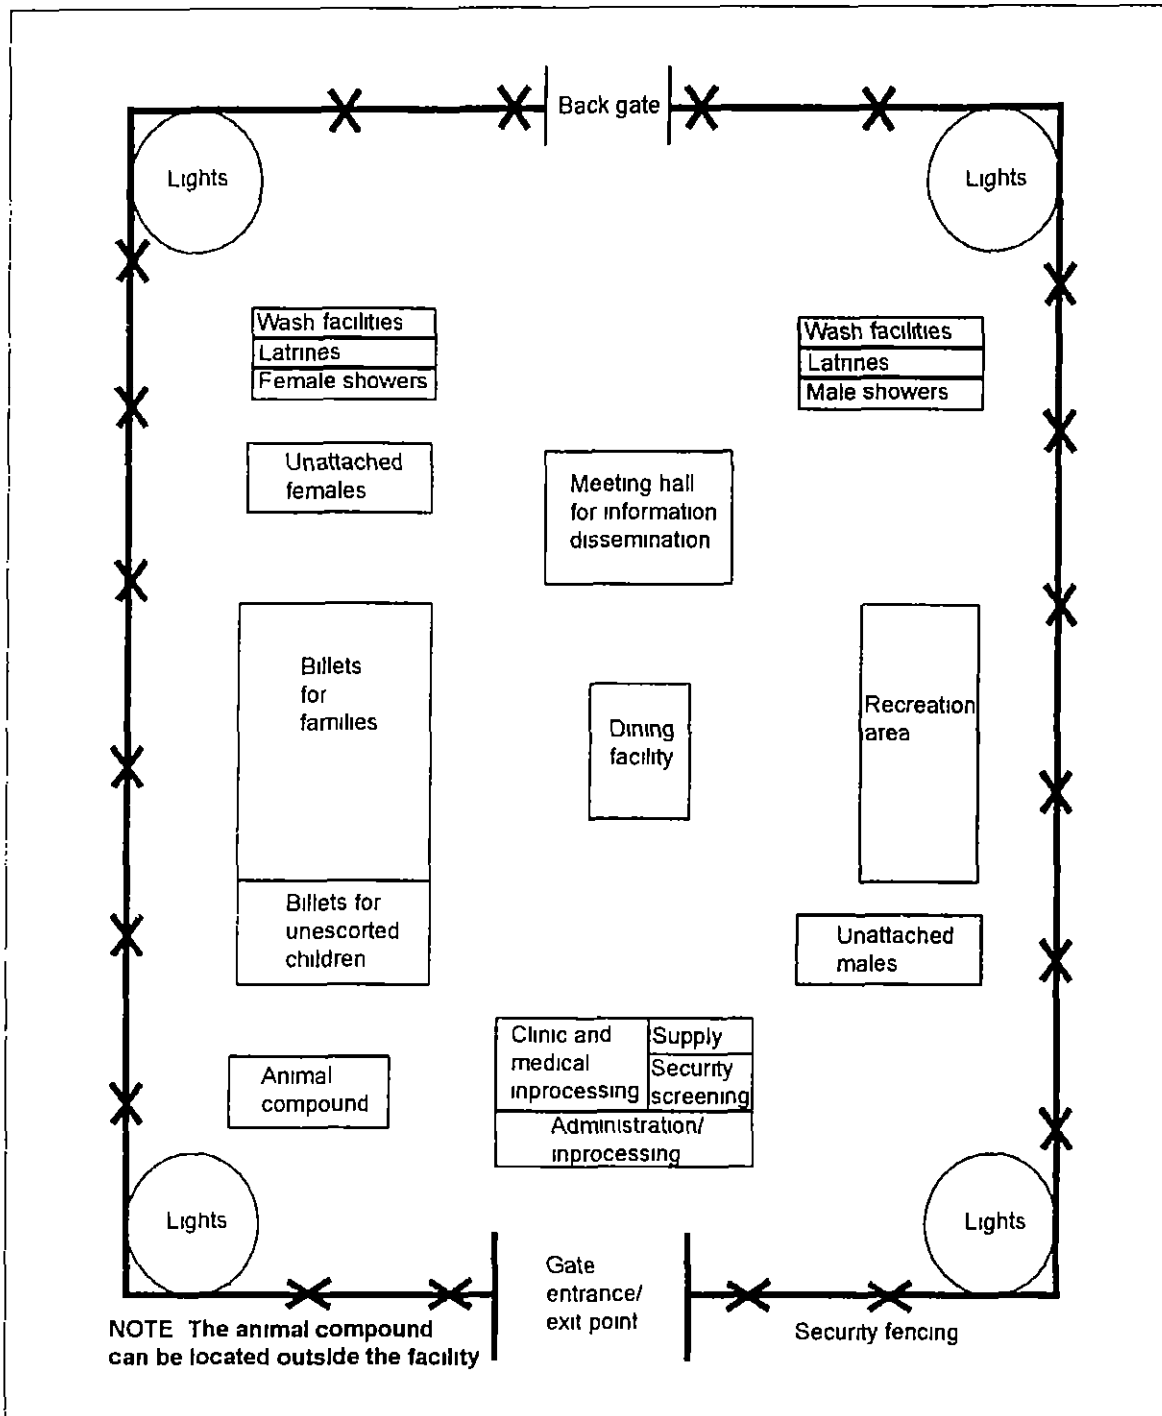 Back gate
Lights
Lights
Wash facilities
Latrines
Female showers
Wash facilities
Latrines
Male showers
Unattached
females
Meeting hall
for information
dissemination
Billets
for
families
Dining
facility
Recreation
area
Billets for
unescorted
children
Unattached
males
Clinic and
medical
inprocessing
Supply
Security
screening
Animal
compound
Administration/
inprocessing
Lights
Lights
Gate
entrance/
exit point
NOTE The animal compound
can be located outside the facility
Security fencing